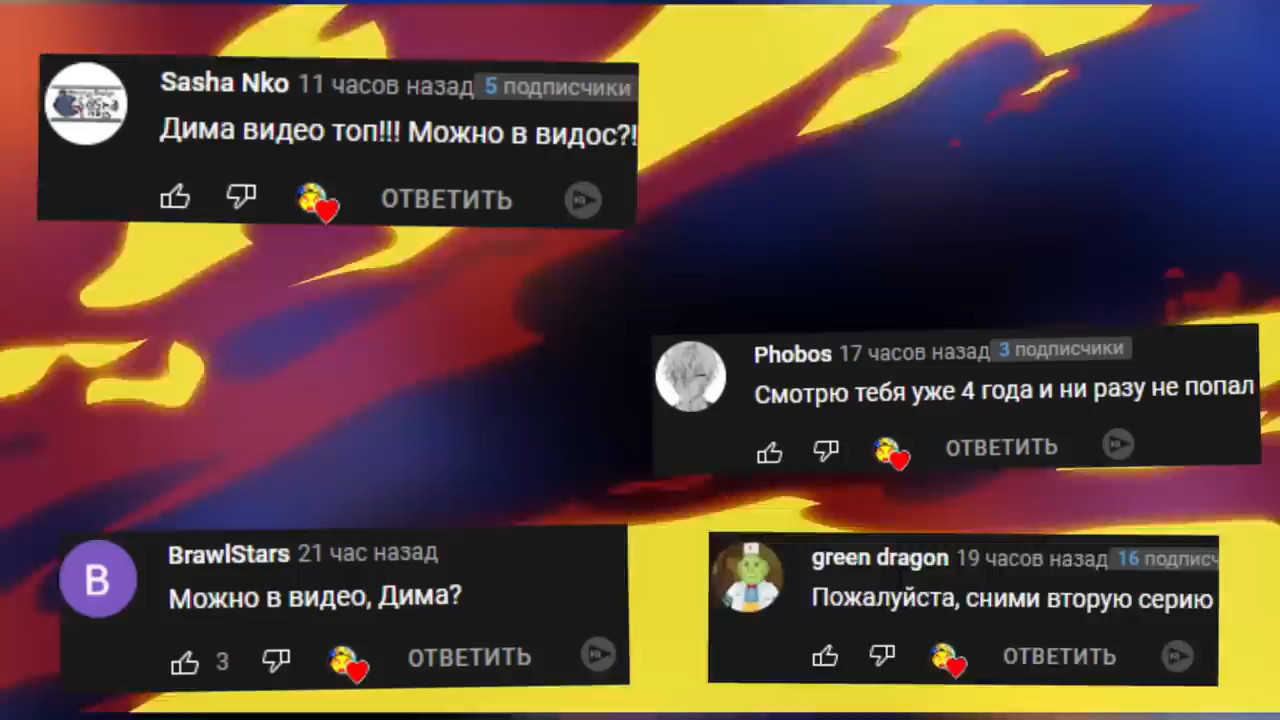 Sasha Nko 11 часов назад 5 подписчики
Дима видео топ!!! Можно в видос?!
ОТВЕТИТЬ
Phobos 17 часов назад 3 подписчики
Смотрю тебя уже 4 года и ни разу не попал
ОТВЕТИТЬ
BrawlStars 21 час назад
B
Можно в видео, Дима?
3 ОТВЕТИТЬ
green dragon 19 часов назад 16 подписч
Пожалуйста, сними вторую серию
ОТВЕТИТЬ